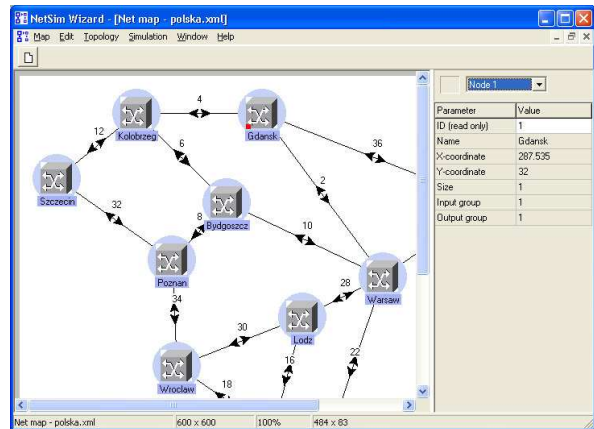 NetSim Wizard - [Net map - polska.xml]
Map Edit Topology Simulation Window Help
Node 1
Parameter Value
ID (read only) 1
Name Gdansk
X-coordinate 287.535
Y-coordinate 32
Size 1
Input group 1
Output group 1
4
Kolobrzeg
Gdansk
12
6
36
2
Szczecin
32
8
Bydgoszcz
10
Poznan
28
Warsaw
34
30
Lodz
16
22
Wroclaw
18
Net map - polska.xml 600 x 600 100% 484 x 83